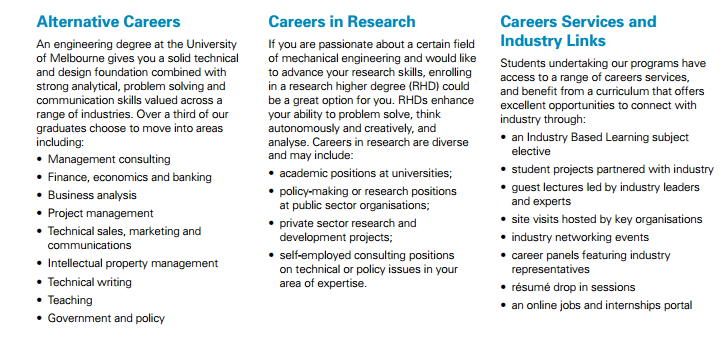 Alternative Careers
An engineering degree at the University
of Melbourne gives you a solid technical
and design foundation combined with
strong analytical, problem solving and
communication skills valued across a
range of industries. Over a third of our
graduates choose to move into areas
including:
• Management consulting
• Finance, economics and banking
• Business analysis
• Project management
• Technical sales, marketing and
communications
• Intellectual property management
• Technical writing
• Teaching
• Government and policy
Careers in Research
If you are passionate about a certain field
of mechanical engineering and would like
to advance your research skills, enrolling
in a research higher degree (RHD) could
be a great option for you. RHDs enhance
your ability to problem solve, think
autonomously and creatively, and
analyse. Careers in research are diverse
and may include:
• academic positions at universities;
• policy-making or research positions
at public sector organisations;
• private sector research and
development projects;
• self-employed consulting positions
on technical or policy issues in your
area of expertise.
Careers Services and
Industry Links
Students undertaking our programs have
access to a range of careers services,
and benefit from a curriculum that offers
excellent opportunities to connect with
industry through:
• an Industry Based Learning subject
elective
• student projects partnered with industry
• guest lectures led by industry leaders
and experts
• site visits hosted by key organisations
• industry networking events
• career panels featuring industry
representatives
• résumé drop in sessions
• an online jobs and internships portal